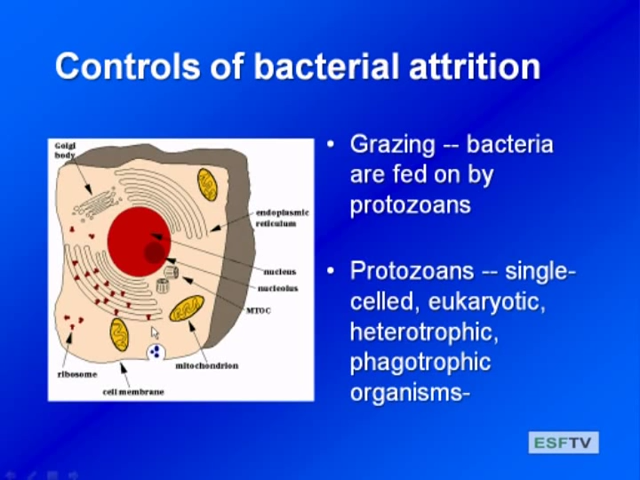 Controls of bacterial attrition
Golgi
body
endoplasmic
reticulum
nucleus
nucleolus
MTOC
mitochondrion
ribosome
cell membrane
• Grazing -- bacteria
are fed on by
protozoans
• Protozoans -- single-
celled, eukaryotic,
heterotrophic,
phagotrophic
organisms-
ESFTV